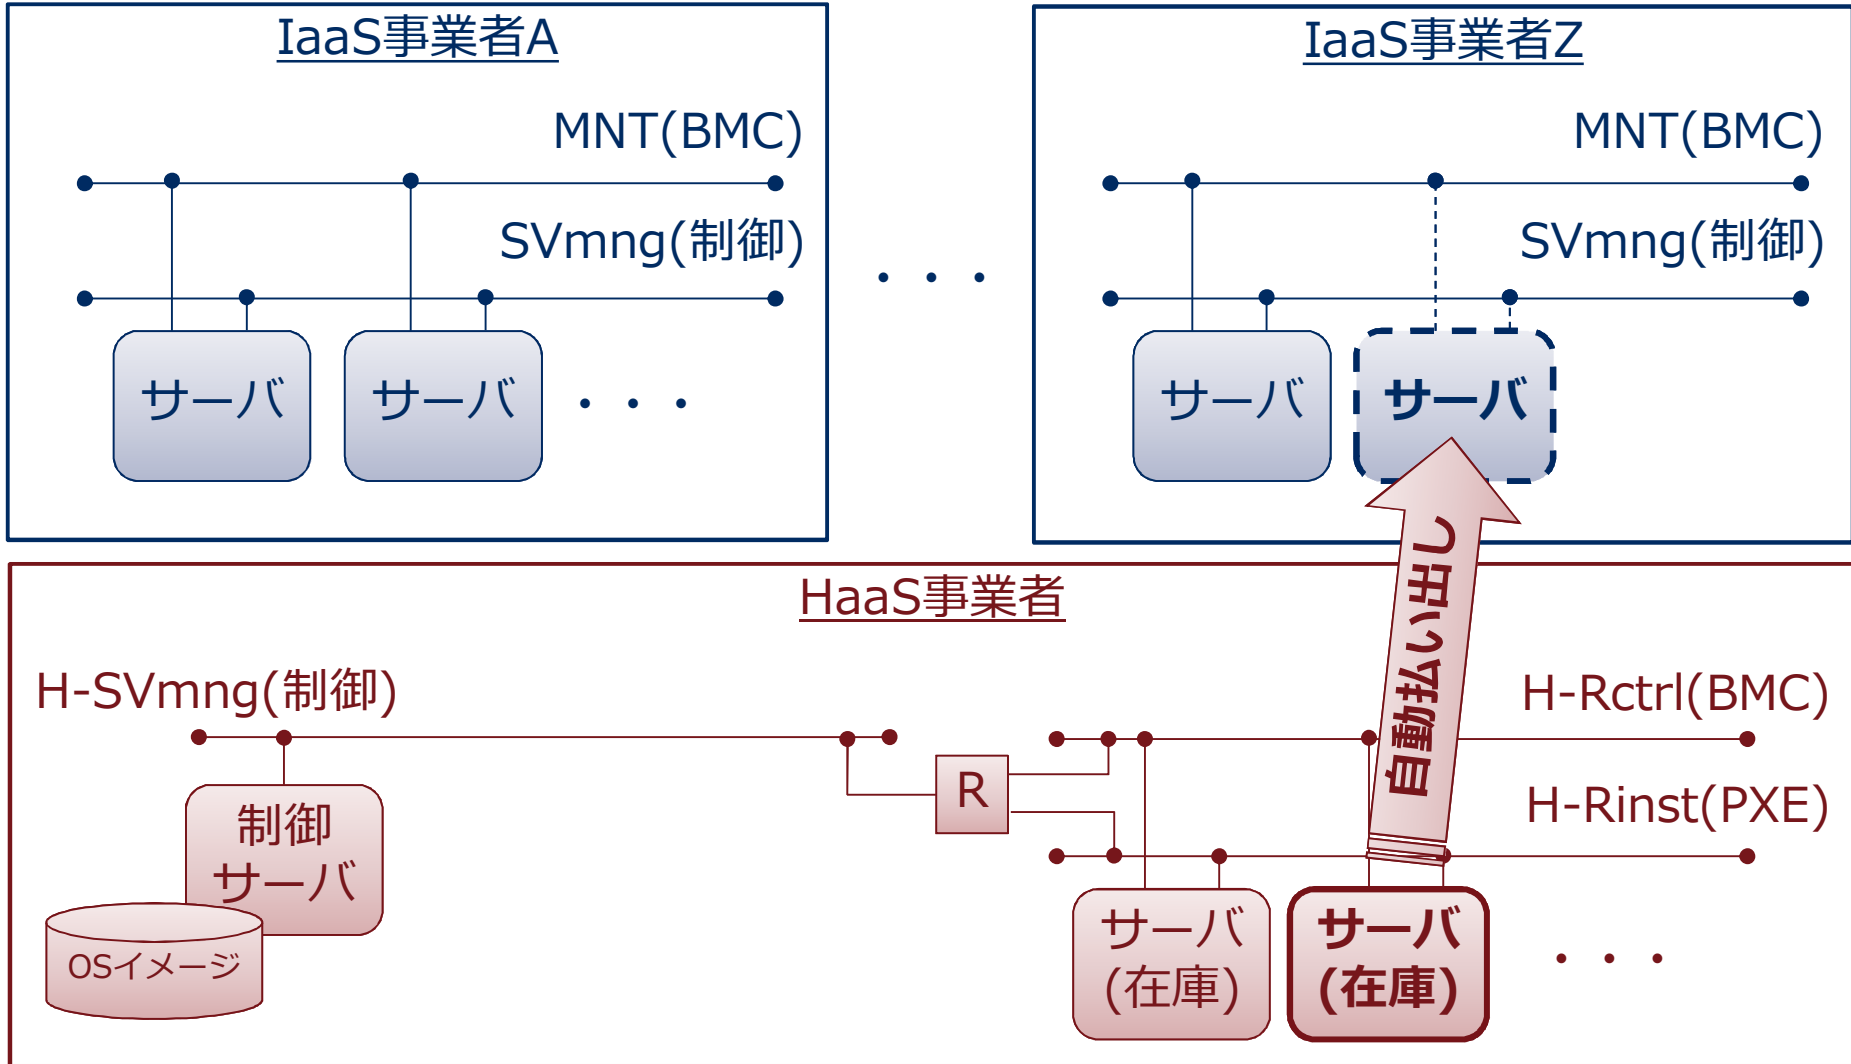 IaaS事業者A
MNT(BMC)
SVmng(制御)
サーバ
サーバ
・・・
・・・
IaaS事業者Z
MNT(BMC)
SVmng(制御)
サーバ
サーバ
自動払い出し
HaaS事業者
H-SVmng(制御)
制御
サーバ
OSイメージ
R
H-Rctrl(BMC)
H-Rinst(PXE)
サーバ
(在庫)
サーバ
(在庫)
・・・